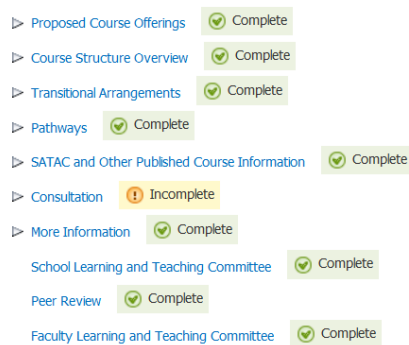 Proposed Course Offerings Complete
Course Structure Overview Complete
Transitional Arrangements Complete
Pathways Complete
SATAC and Other Published Course Information Complete
Consultation Incomplete
More Information Complete
School Learning and Teaching Committee Complete
Peer Review Complete
Faculty Learning and Teaching Committee Complete